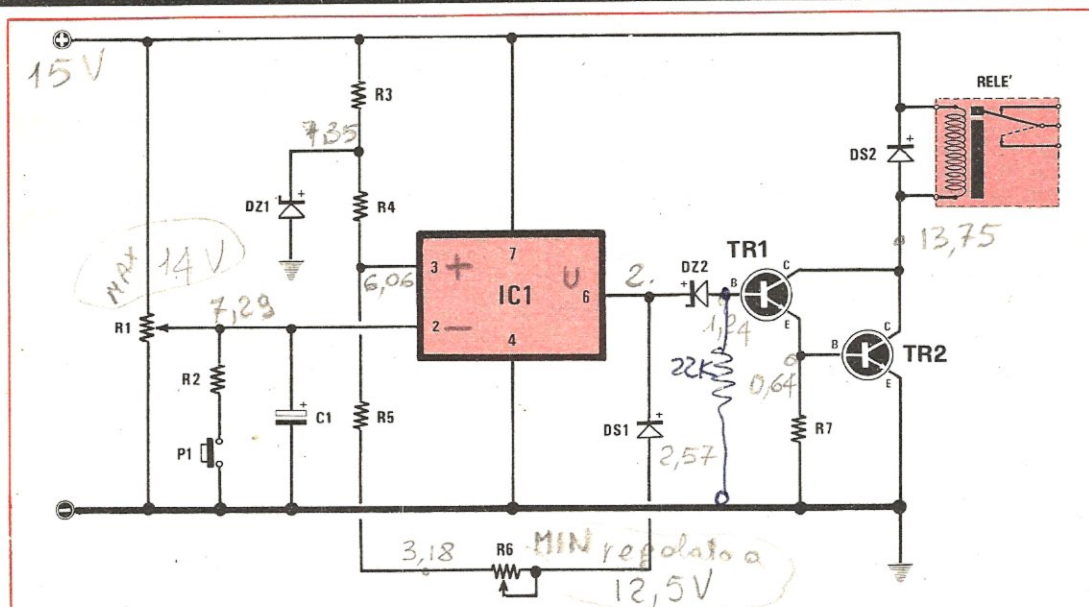 15 V
R3
RELE'
7,35
DS2
DZ1
R4
MAX 14 V
6,06
3 +
7
U
6
IC1
2 -
4
2.
DZ2
TR1
B
C
E
13,75
1,24
R1
7,29
22K
0,64
B
C
E
TR2
R2
C1
P1
R5
DS1
2,57
R7
3,18
R6
MIN regolato a
12,5V